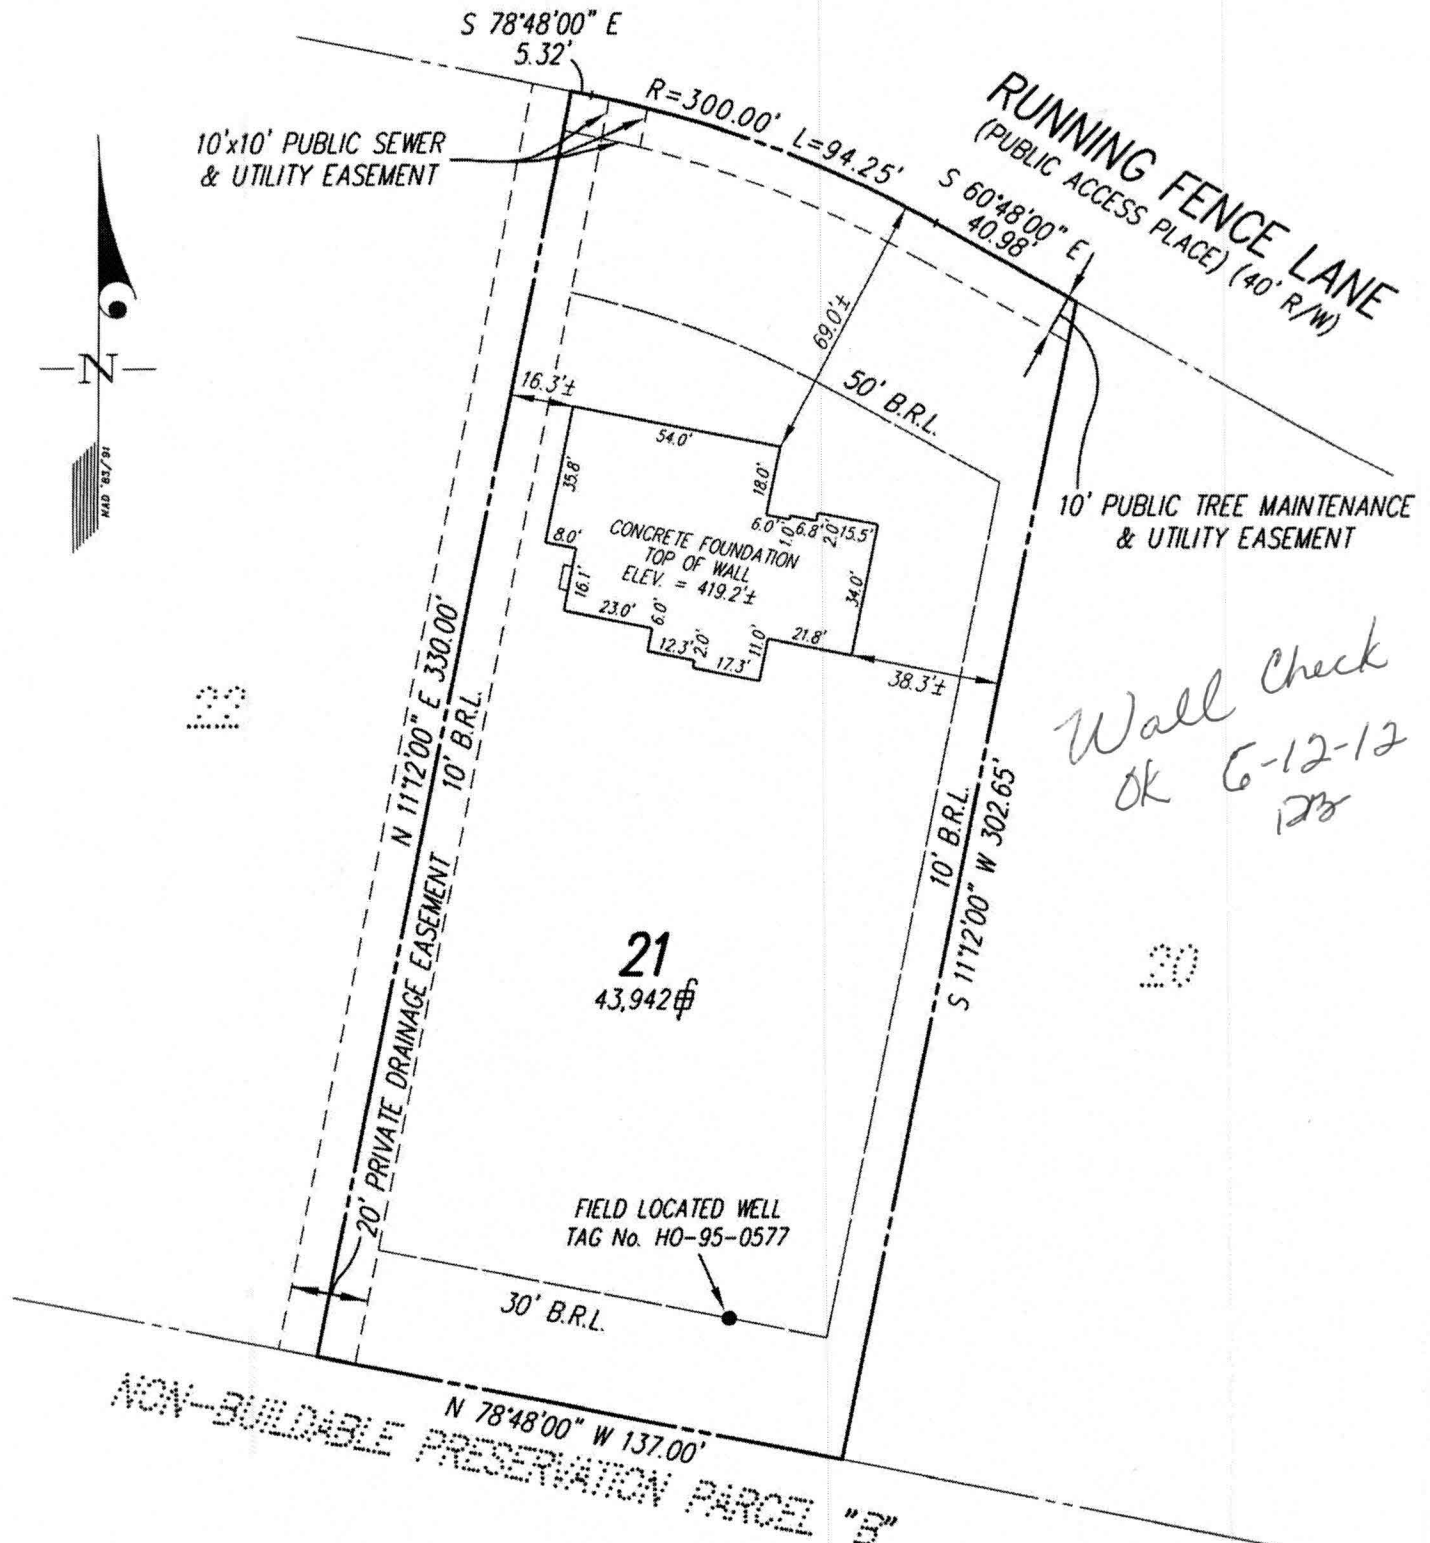 S 78°48'00" E
5.32'
R=300.00' L=94.25'
RUNNING FENCE LANE
(PUBLIC ACCESS PLACE) (40' R/W)
S 60°48'00" E
40.98'
10'x10' PUBLIC SEWER
& UTILITY EASEMENT
N
NAD '83/'91
69.0'±
50' B.R.L.
16.3'±
54.0'
35.8'
18.0'
6.0'
1.0'
6.8'
2.0'
15.5'
10' PUBLIC TREE MAINTENANCE
& UTILITY EASEMENT
CONCRETE FOUNDATION
TOP OF WALL
ELEV. = 419.2'±
8.0'
16.1'
34.0'
23.0'
6.0'
12.3'
2.0'
17.3'
11.0'
21.8'
38.3'±
Wall Check
OK 6-12-12
22
N 11°12'00" E 330.00'
10' B.R.L.
10' B.R.L.
S 11°12'00" W 302.65'
20' PRIVATE DRAINAGE EASEMENT
21
43,942
20
FIELD LOCATED WELL
TAG No. HO-95-0577
30' B.R.L.
N 78°48'00" W 137.00'
NON-BUILDABLE PRESERVATION PARCEL "B"